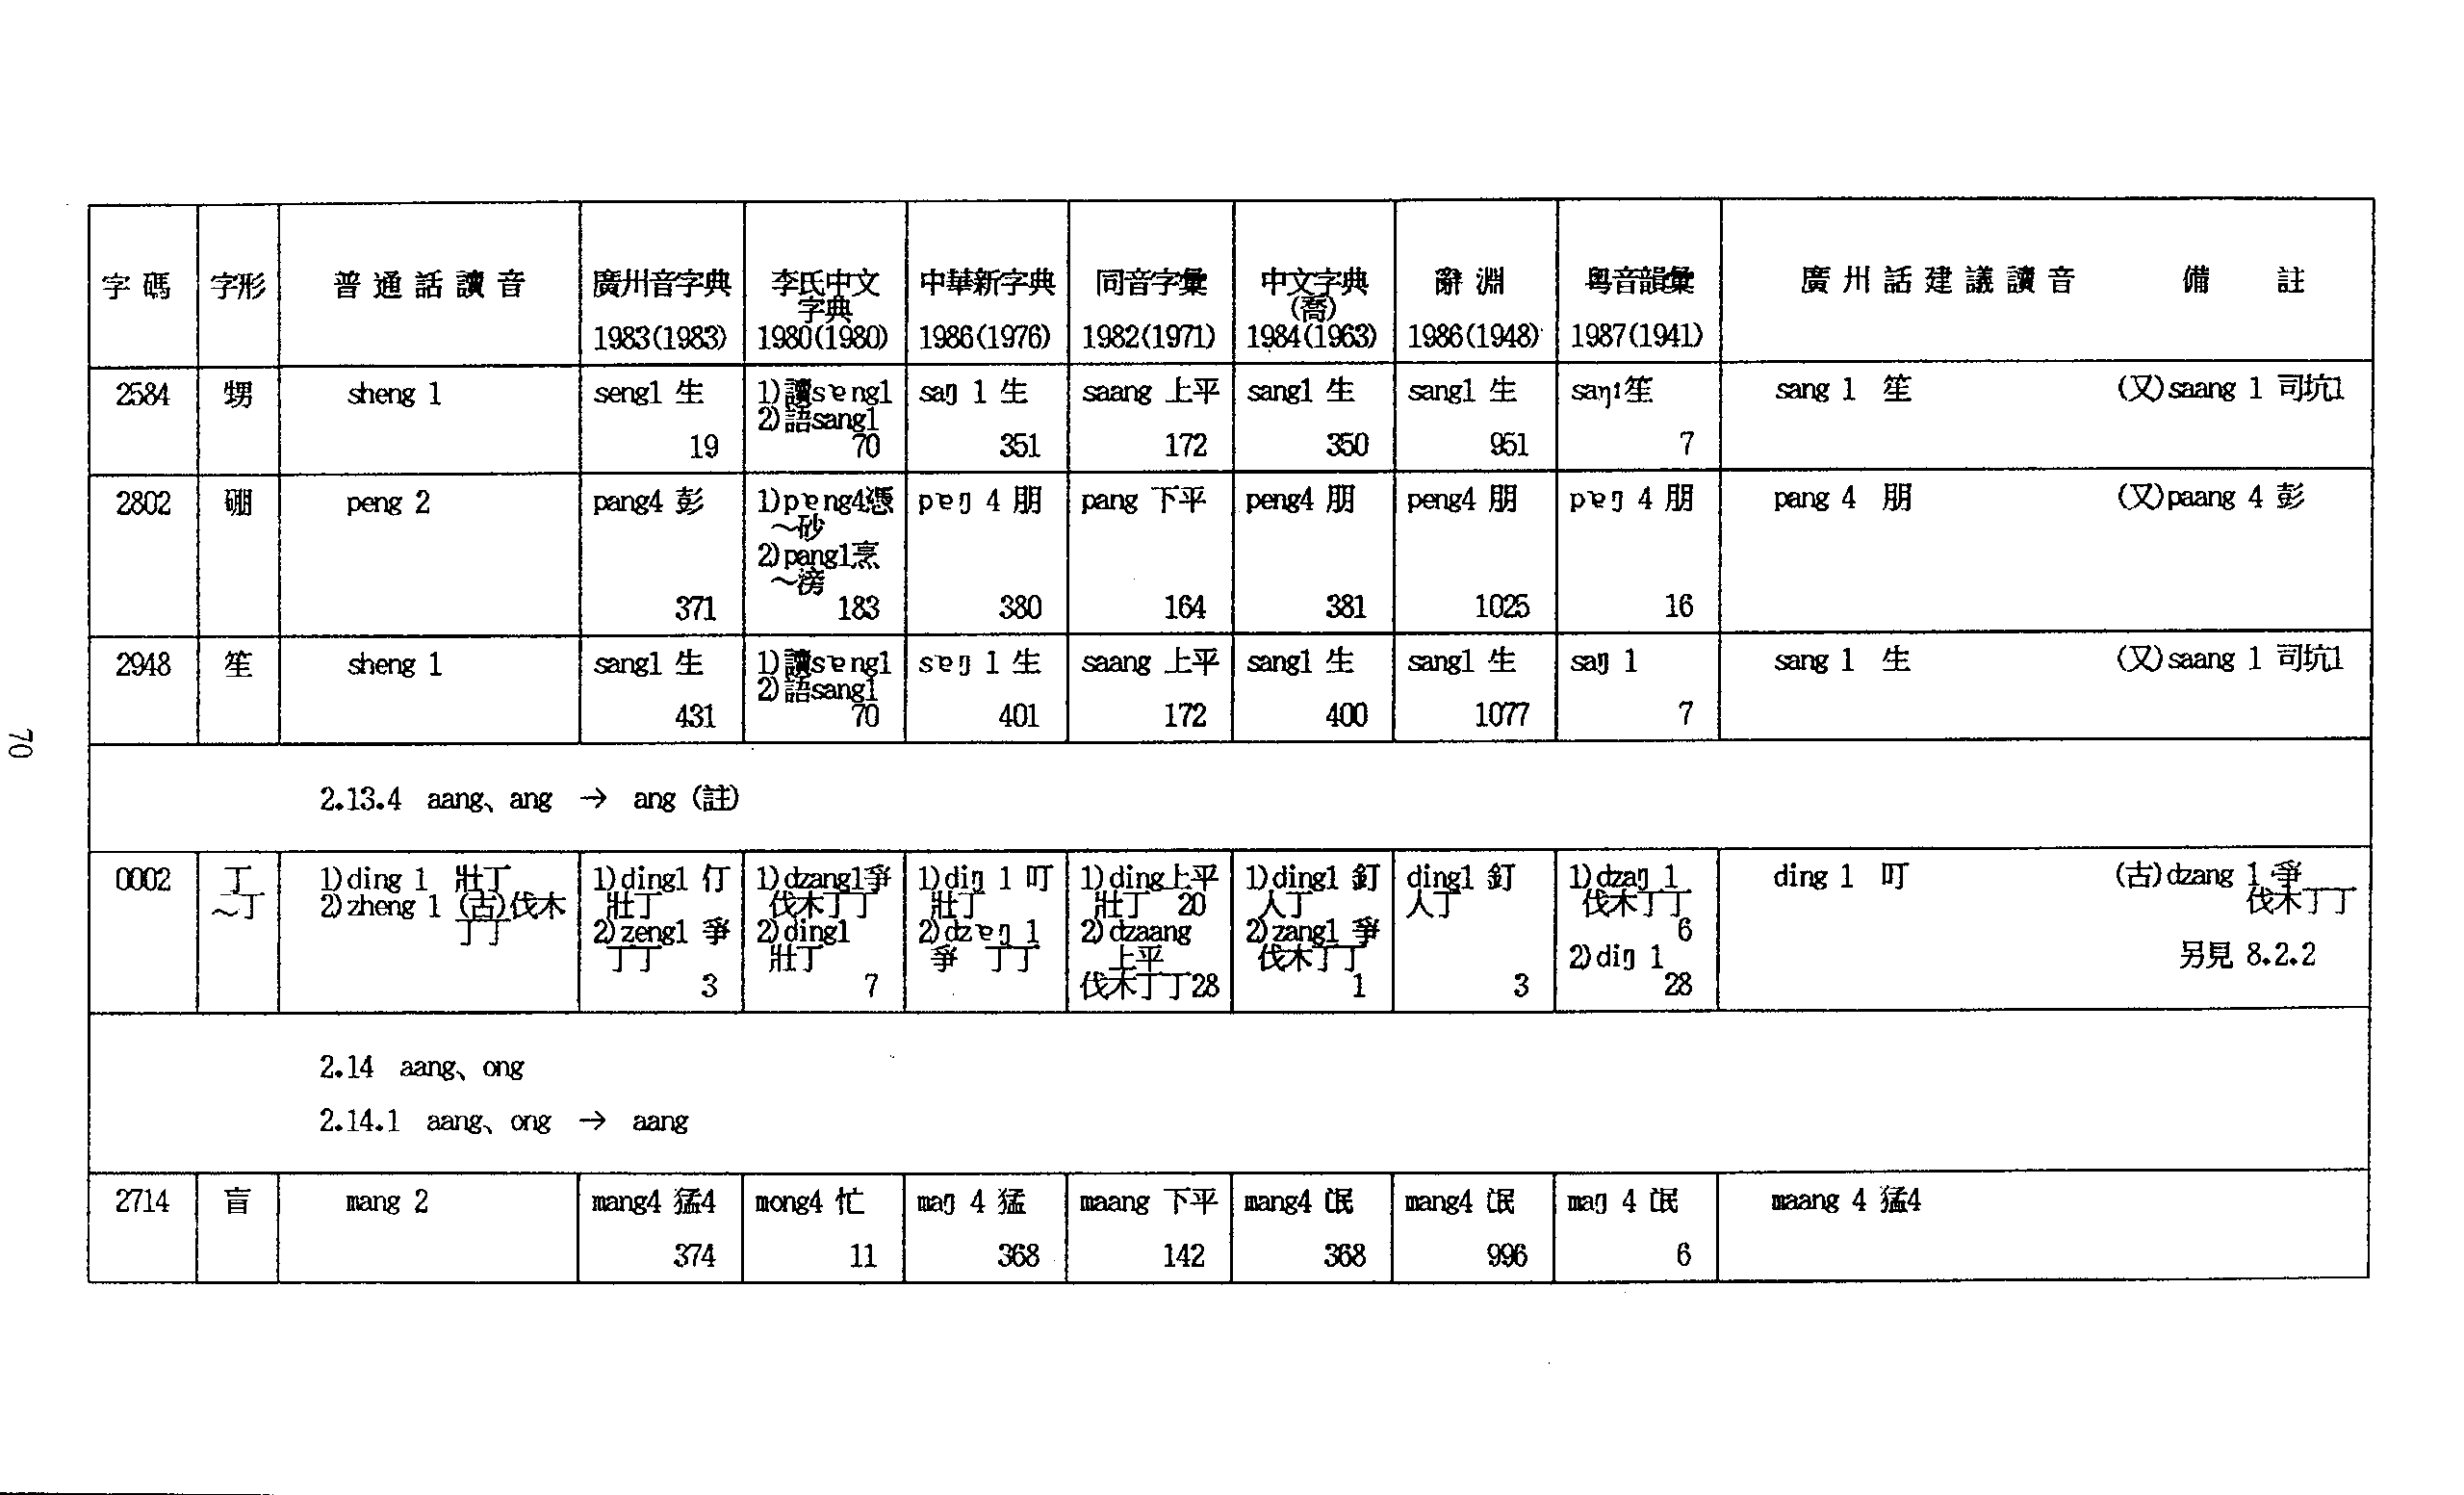 字碼 字形 普通話讀音 廣州音字典 1983(1983) 李氏中文字典 1980(1980) 中華新字典 1986(1976) 同音字彙 1982(1971) 中文字典(喬) 1984(1963) 辭淵 1986(1948) 粵音韻彙 1987(1941) 廣州話建議讀音 備註
2584 甥 sheng 1 seng1 生 19 1)讀sɐng1 2)語sang1 70 saŋ 1 生 351 saang 上平 172 sang1 生 350 sang1 生 951 saŋ1笙 7 sang 1 笙 (又)saang 1 司坑1
2802 硼 peng 2 pang4 彭 371 1)pɐng4憑 ～砂 2)pang1烹 ～滂 183 pɐŋ 4 朋 380 pang 下平 164 peng4 朋 381 peng4 朋 1025 pɐŋ 4 朋 16 pang 4 朋 (又)paang 4 彭
2948 笙 sheng 1 sang1 生 431 1)讀sɐng1 2)語sang1 70 sɐŋ 1 生 401 saang 上平 172 sang1 生 400 sang1 生 1077 saŋ 1 7 sang 1 生 (又)saang 1 司坑1
70
2.13.4 aang、ang → ang (註)
0002 丁 ～丁 1)ding 1 壯丁 2)zheng 1 (古)伐木丁丁 1)ding1 仃 壯丁 2)zeng1 爭 丁丁 3 1)dzang1爭 伐木丁丁 2)ding1 壯丁 7 1)diŋ 1 叮 壯丁 2)dzɐŋ 1 爭 丁丁 1)ding上平 壯丁 20 2)dzaang 上平 伐木丁丁28 1)ding1 釘 人丁 2)zang1 爭 伐木丁丁 1 ding1 釘 人丁 3 1)dzaŋ 1 伐木丁丁 6 2)diŋ 1 28 ding 1 叮 (古)dzang 1 爭 伐木丁丁 另見 8.2.2
2.14 aang、ong
2.14.1 aang、ong → aang
2714 盲 mang 2 mang4 猛4 374 mong4 忙 11 maŋ 4 猛 368 maang 下平 142 mang4 氓 368 mang4 氓 996 maŋ 4 氓 6 maang 4 猛4